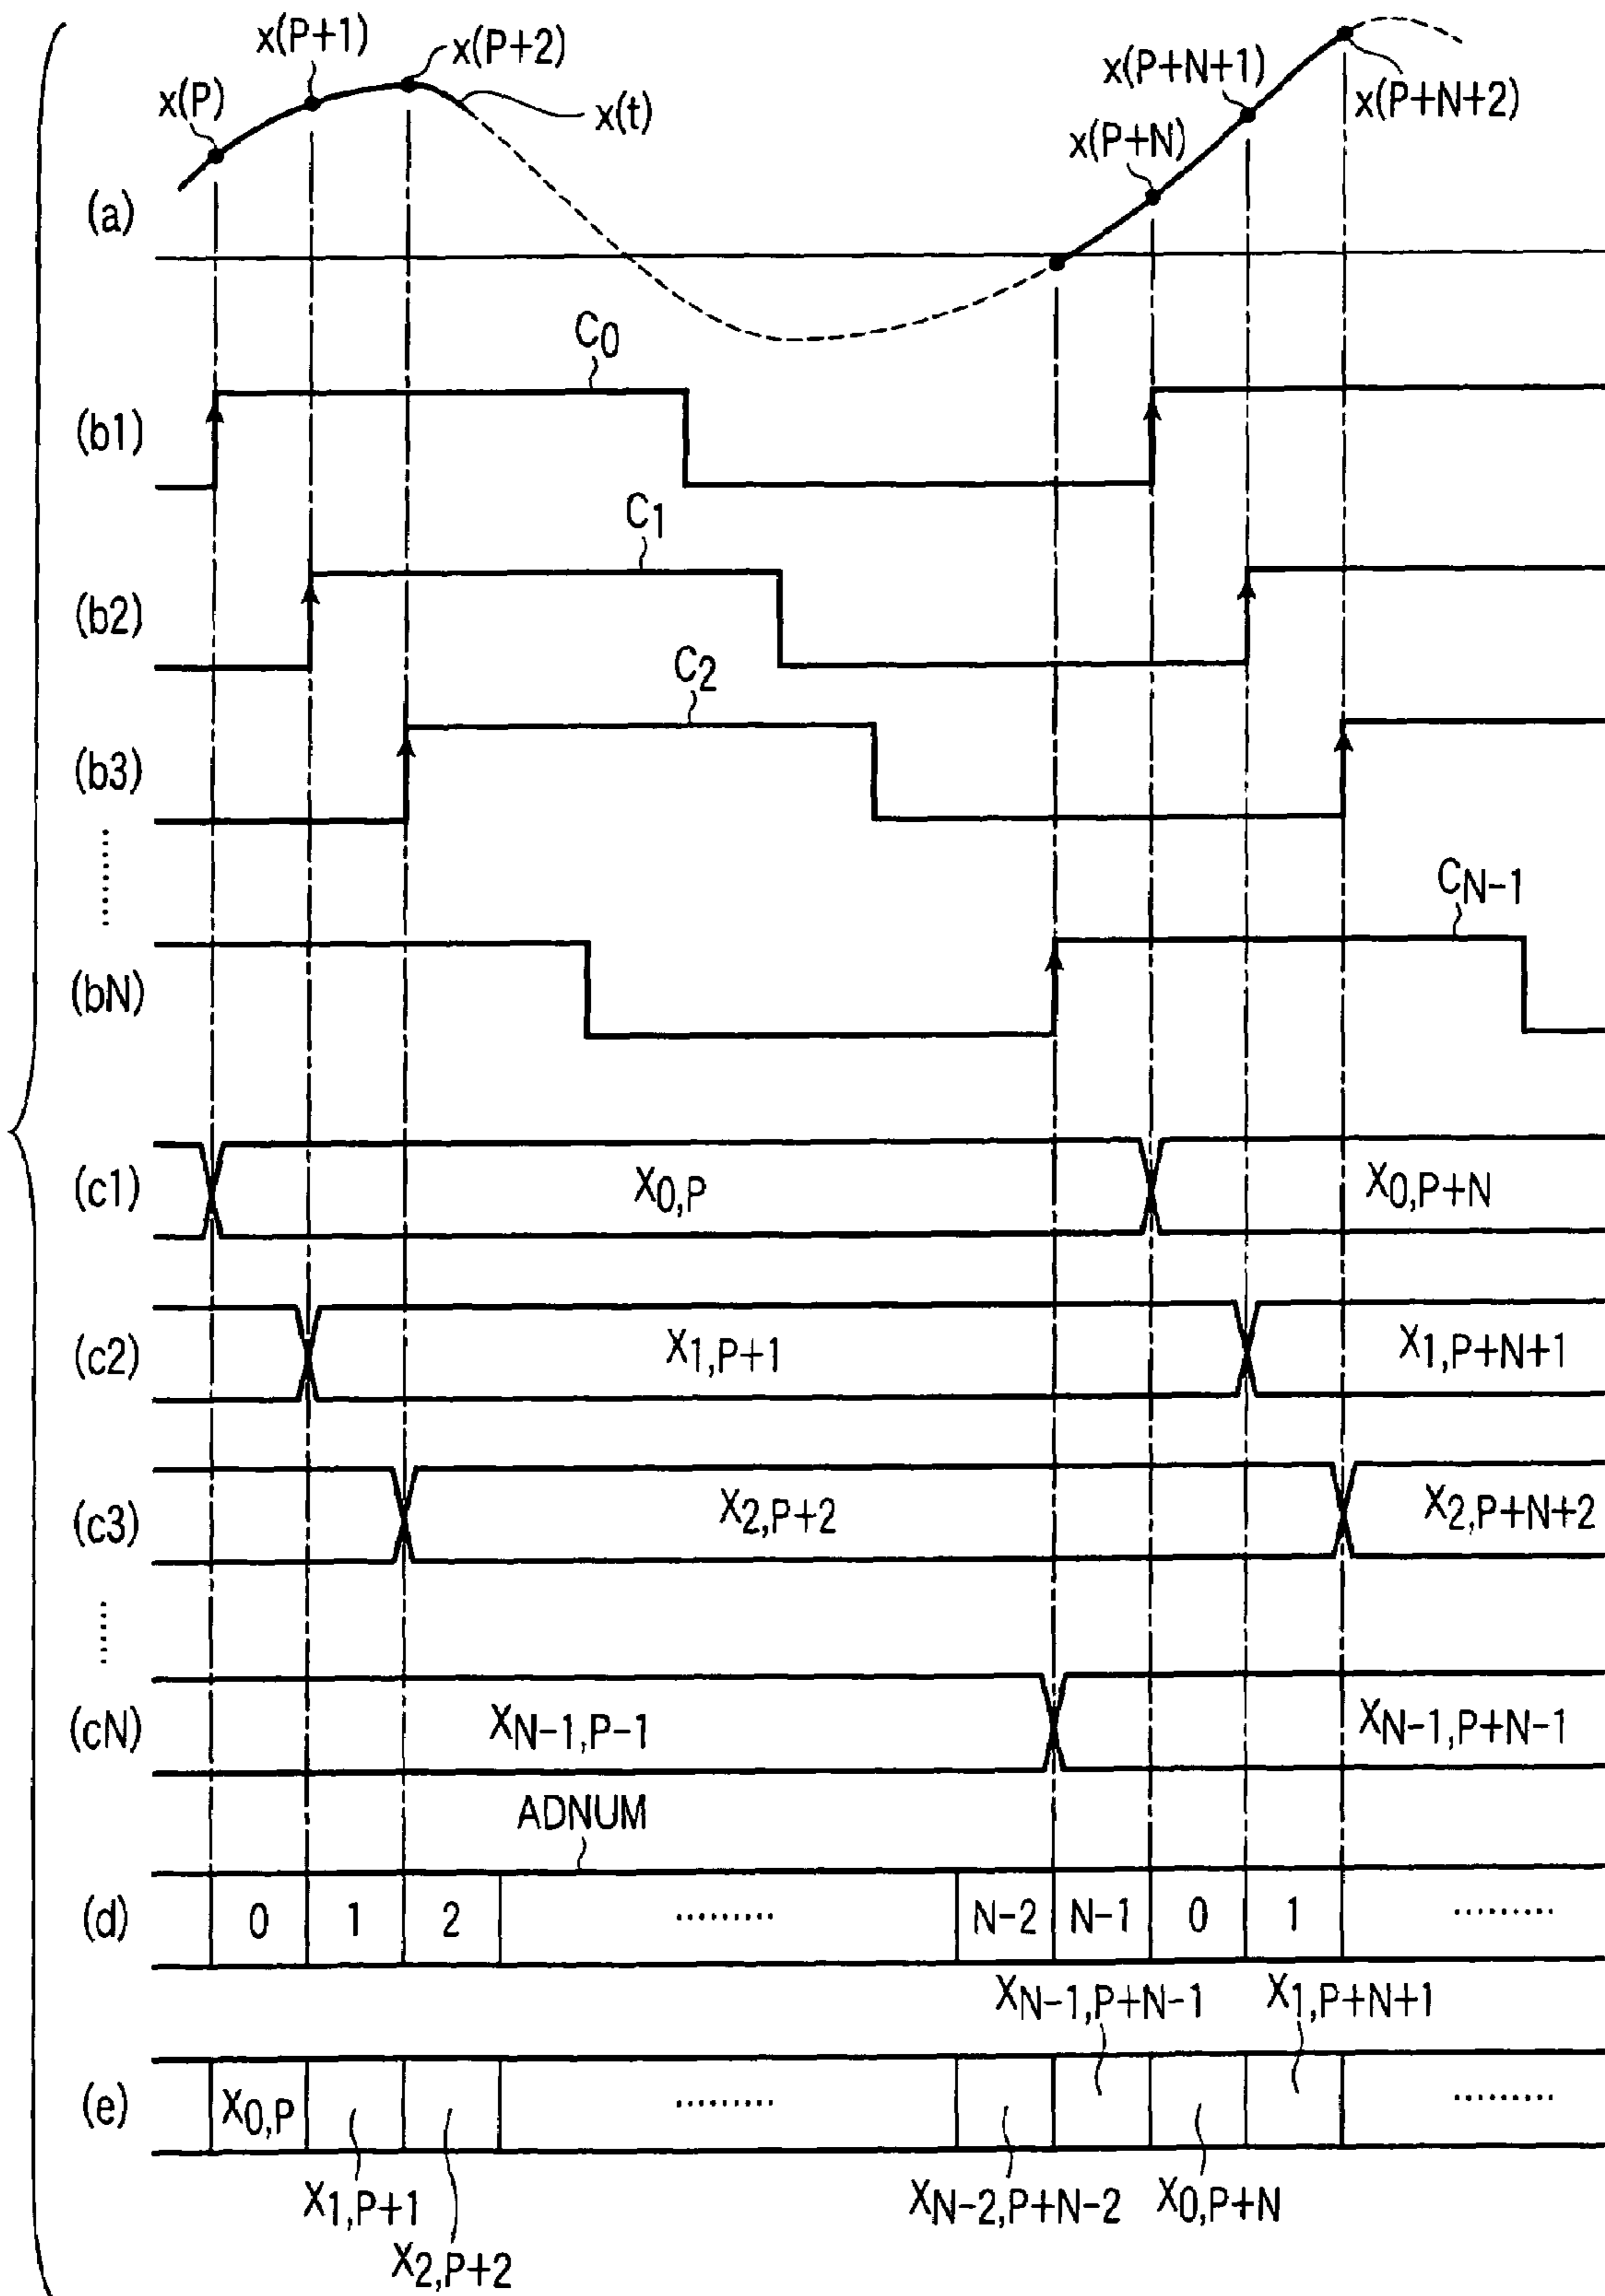 x(P)
x(P+1)
x(P+2)
x(t)
x(P+N)
x(P+N+1)
x(P+N+2)
(a)
C0
(b1)
C1
(b2)
C2
(b3)
.........
CN-1
(bN)
(c1) X0,P X0,P+N
(c2) X1,P+1 X1,P+N+1
(c3) X2,P+2 X2,P+N+2
......
(cN) XN-1,P-1 XN-1,P+N-1
ADNUM
(d) 0 1 2 ......... N-2 N-1 0 1 .........
XN-1,P+N-1 X1,P+N+1
(e) X0,P ......... .........
X1,P+1 XN-2,P+N-2 X0,P+N
X2,P+2